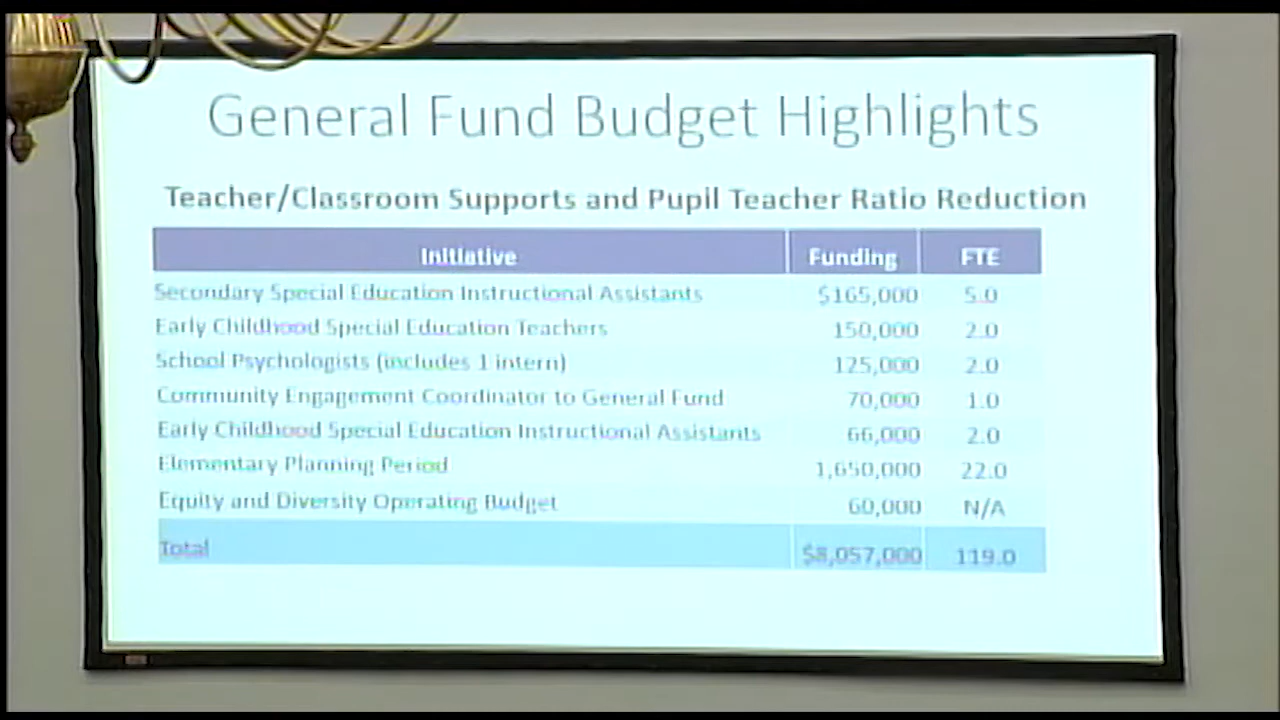 General Fund Budget Highlights
Teacher/Classroom Supports and Pupil Teacher Ratio Reduction
Initiative Funding FTE
Secondary Special Education Instructional Assistants $165,000 5.0
Early Childhood Special Education Teachers 150,000 2.0
School Psychologists (includes 1 intern) 125,000 2.0
Community Engagement Coordinator to General Fund 70,000 1.0
Early Childhood Special Education Instructional Assistants 66,000 2.0
Elementary Planning Period 1,650,000 22.0
Equity and Diversity Operating Budget 60,000 N/A
Total $8,057,000 119.0